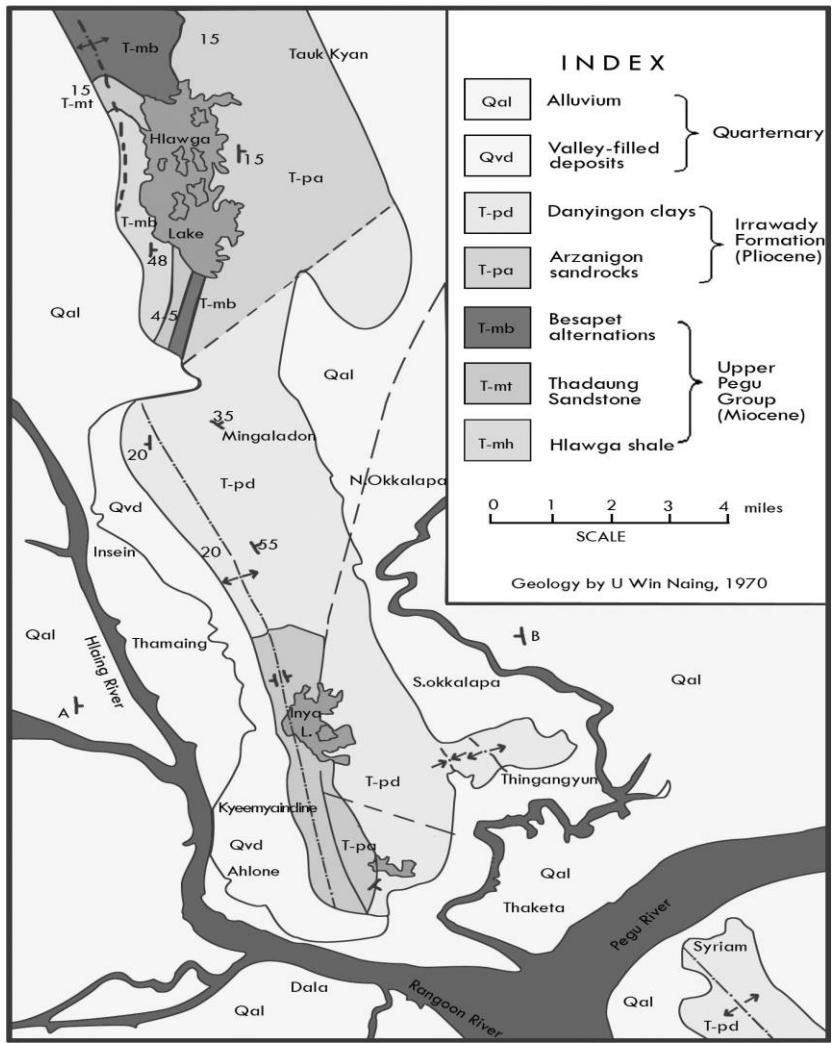 INDEX
Qal Alluvium
Qvd Valley-filled
deposits
Quarternary
T-pd Danyingon clays
T-pa Arzanigon
sandrocks
Irrawady
Formation
(Pliocene)
T-mb Besapet
alternations
T-mt Thadaung
Sandstone
T-mh Hlawga shale
Upper
Pegu
Group
(Miocene)
0 1 2 3 4 miles
SCALE
Geology by U Win Naing, 1970
T-mb
15
Tauk Kyan
15
T-mt
Hlawga
15
T-pa
T-mb
Lake
48
T-mb
4-5
Qal
Qal
35
Mingaladon
20
T-pd
N.Okkalapa
Qvd
Insein
20
55
Qal
Thamaing
B
Hlaing River
S.okkalapa
Qal
A
Inya
L.
T-pd
Thingangyun
Kyeemyaindine
Qvd
T-pa
Ahlone
Qal
Thaketa
Pegu River
Syriam
Dala
Qal
Rangoon River
Qal
T-pd